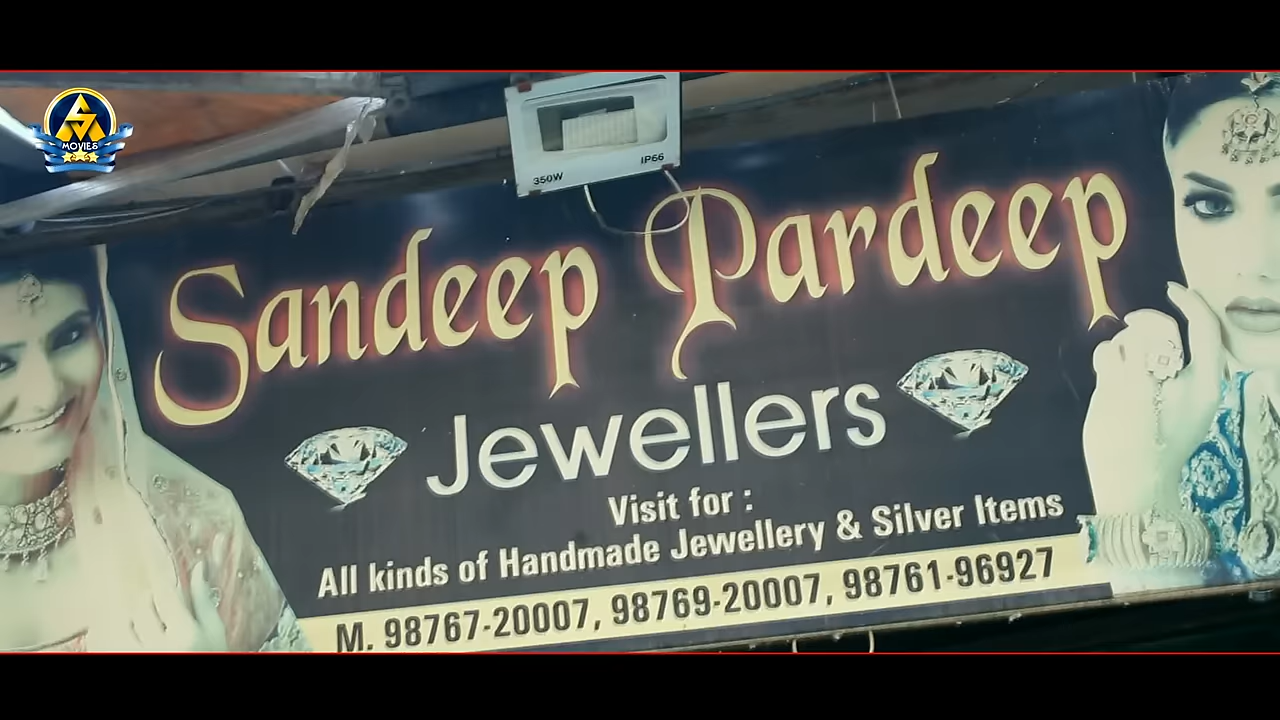 MOVIES
350W
IP66
Sandeep Pardeep
Jewellers
Visit for :
All kinds of Handmade Jewellery & Silver Items
M. 98767-20007, 98769-20007, 98761-96927